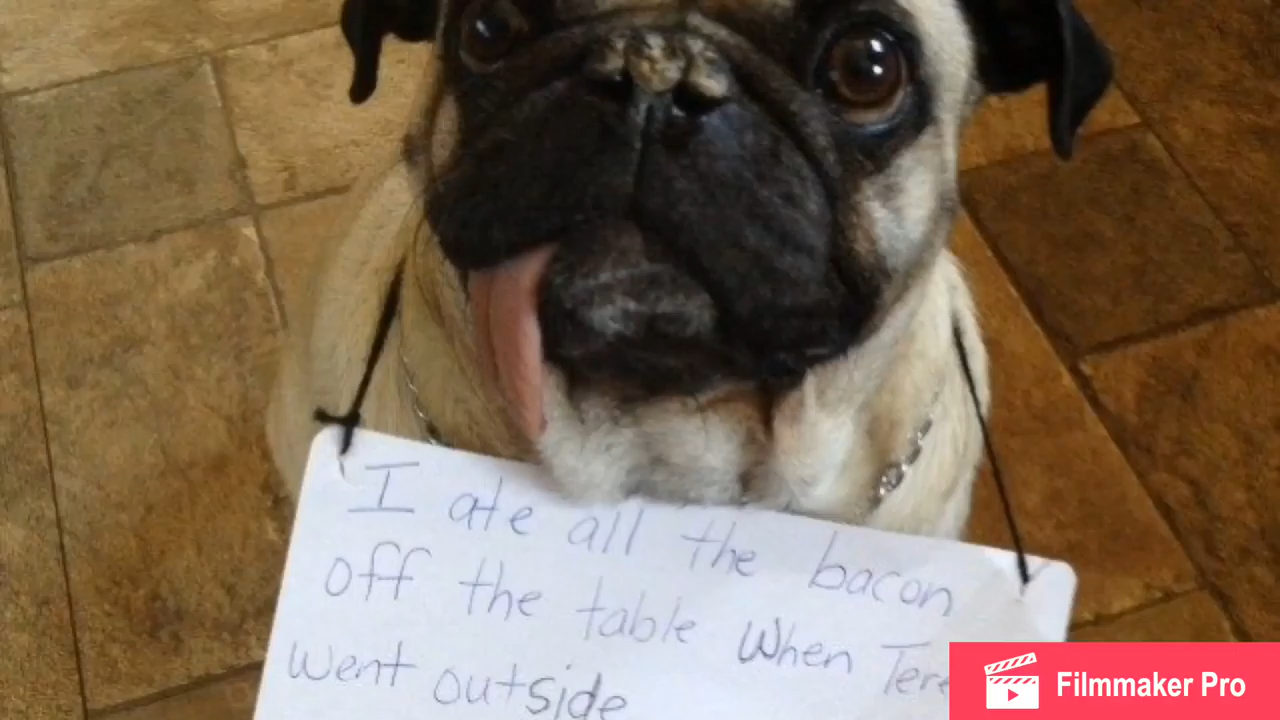 I ate all the bacon
off the table when
went outside
Filmmaker Pro